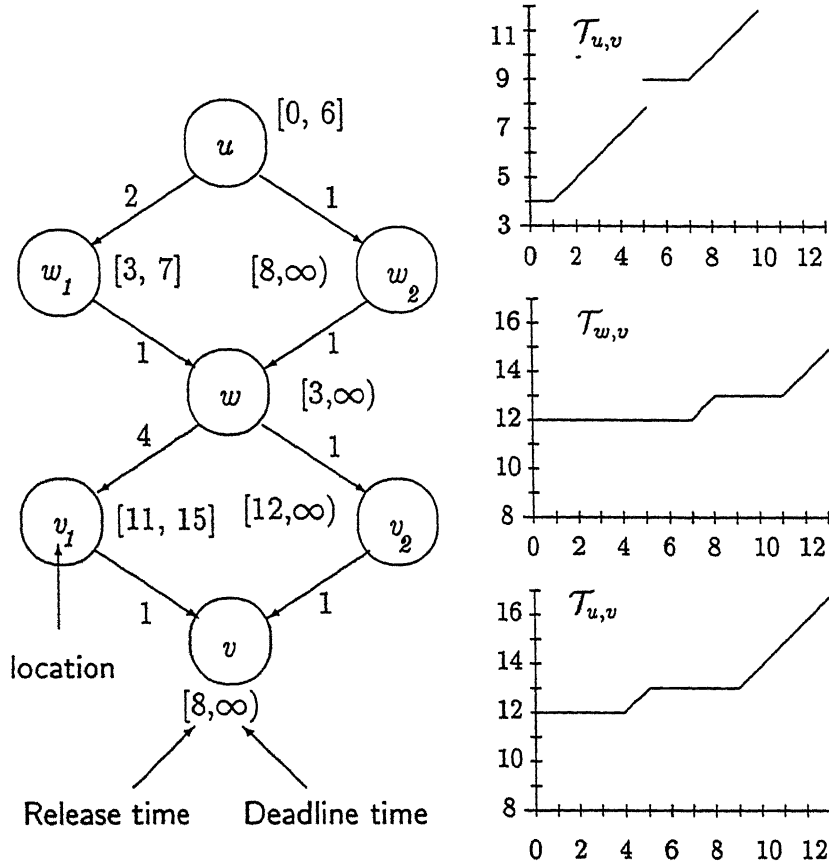 u
[0, 6]
2
1
w₁
[3, 7]
[8,∞)
w₂
1
1
w
[3,∞)
4
1
v₁
[11, 15]
[12,∞)
v₂
1
1
v
location
[8,∞)
Release time
Deadline time
𝒯u,v
11
9
7
5
3
0 2 4 6 8 10 12
𝒯w,v
16
14
12
10
8
0 2 4 6 8 10 12
𝒯u,v
16
14
12
10
8
0 2 4 6 8 10 12